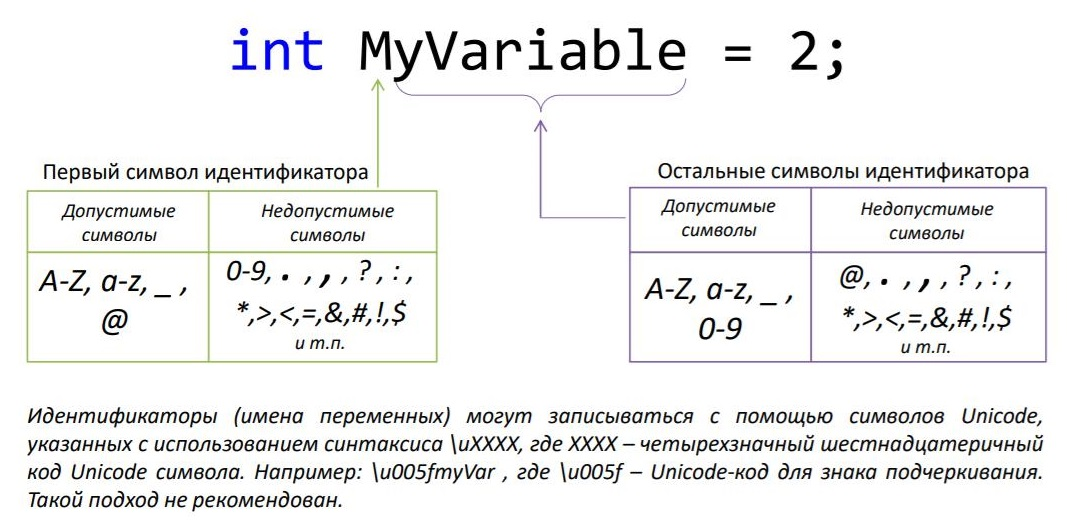 int MyVariable = 2;
Первый символ идентификатора
Допустимые символы
Недопустимые символы
A-Z, a-z, _ ,
@
0-9, . , , , ? , : ,
*,>,<,=,&,#,!,$
и т.п.
Остальные символы идентификатора
Допустимые символы
Недопустимые символы
A-Z, a-z, _ ,
0-9
@, . , , , ? , : ,
*,>,<,=,&,#,!,$
и т.п.
Идентификаторы (имена переменных) могут записываться с помощью символов Unicode,
указанных с использованием синтаксиса \uXXXX, где XXXX – четырехзначный шестнадцатеричный
код Unicode символа. Например: \u005fmyVar , где \u005f – Unicode-код для знака подчеркивания.
Такой подход не рекомендован.